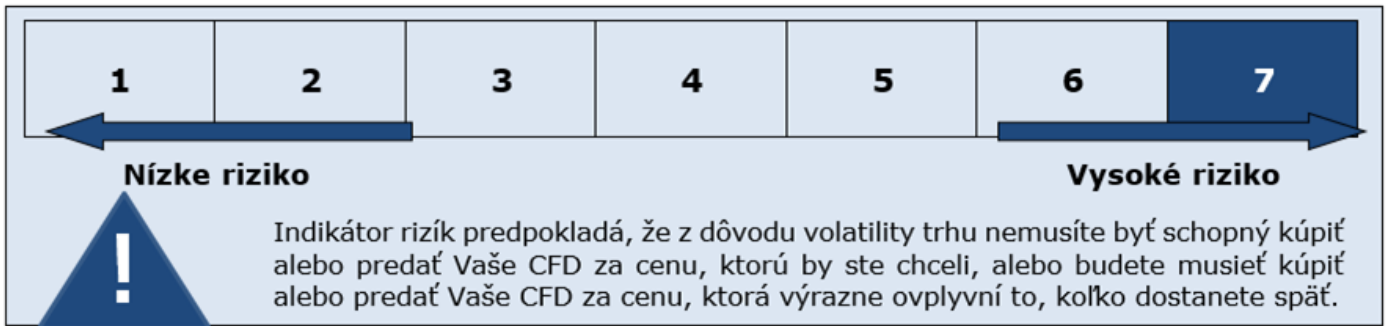 1 2 3 4 5 6 7
Nízke riziko Vysoké riziko
!
Indikátor rizík predpokladá, že z dôvodu volatility trhu nemusíte byť schopný kúpiť
alebo predať Vaše CFD za cenu, ktorú by ste chceli, alebo budete musieť kúpiť
alebo predať Vaše CFD za cenu, ktorá výrazne ovplyvní to, koľko dostanete späť.